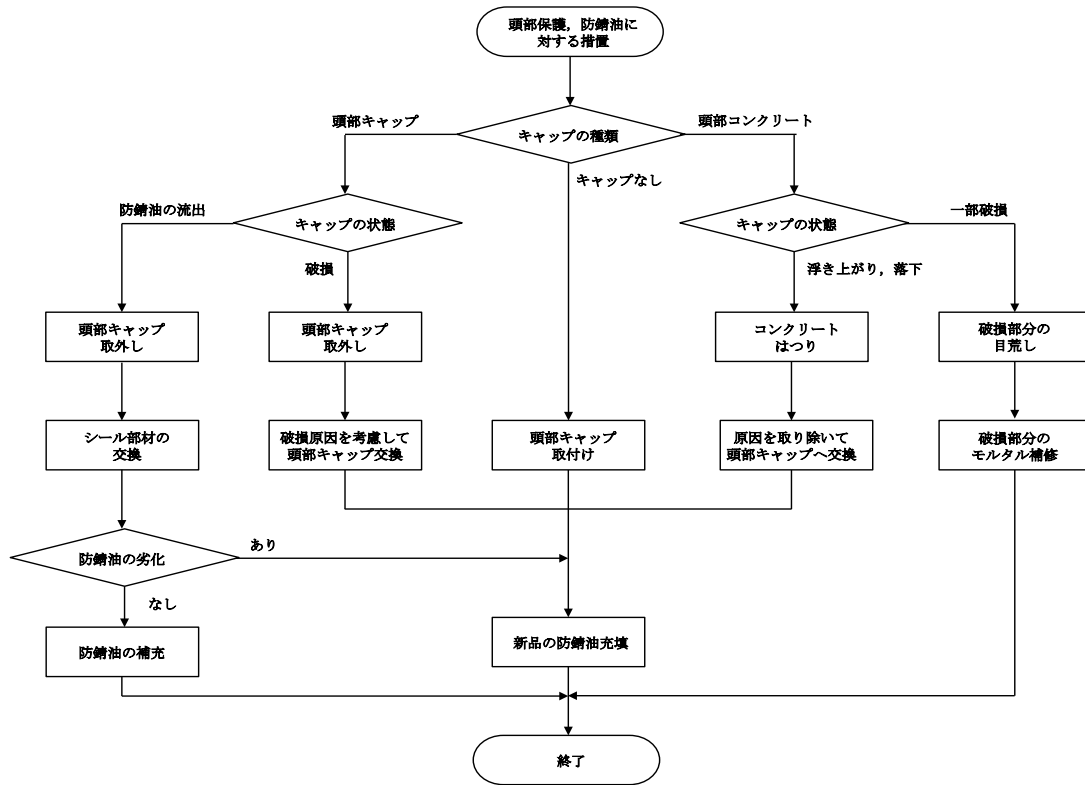 頭部保護，防錆油に
対する措置
頭部キャップ
キャップの種類
頭部コンクリート
キャップなし
防錆油の流出
キャップの状態
キャップの状態
一部破損
破損
浮き上がり，落下
頭部キャップ
取外し
頭部キャップ
取外し
コンクリート
はつり
破損部分の
目荒し
シール部材の
交換
破損原因を考慮して
頭部キャップ交換
頭部キャップ
取付け
原因を取り除いて
頭部キャップへ交換
破損部分の
モルタル補修
防錆油の劣化
あり
なし
防錆油の補充
新品の防錆油充填
終了